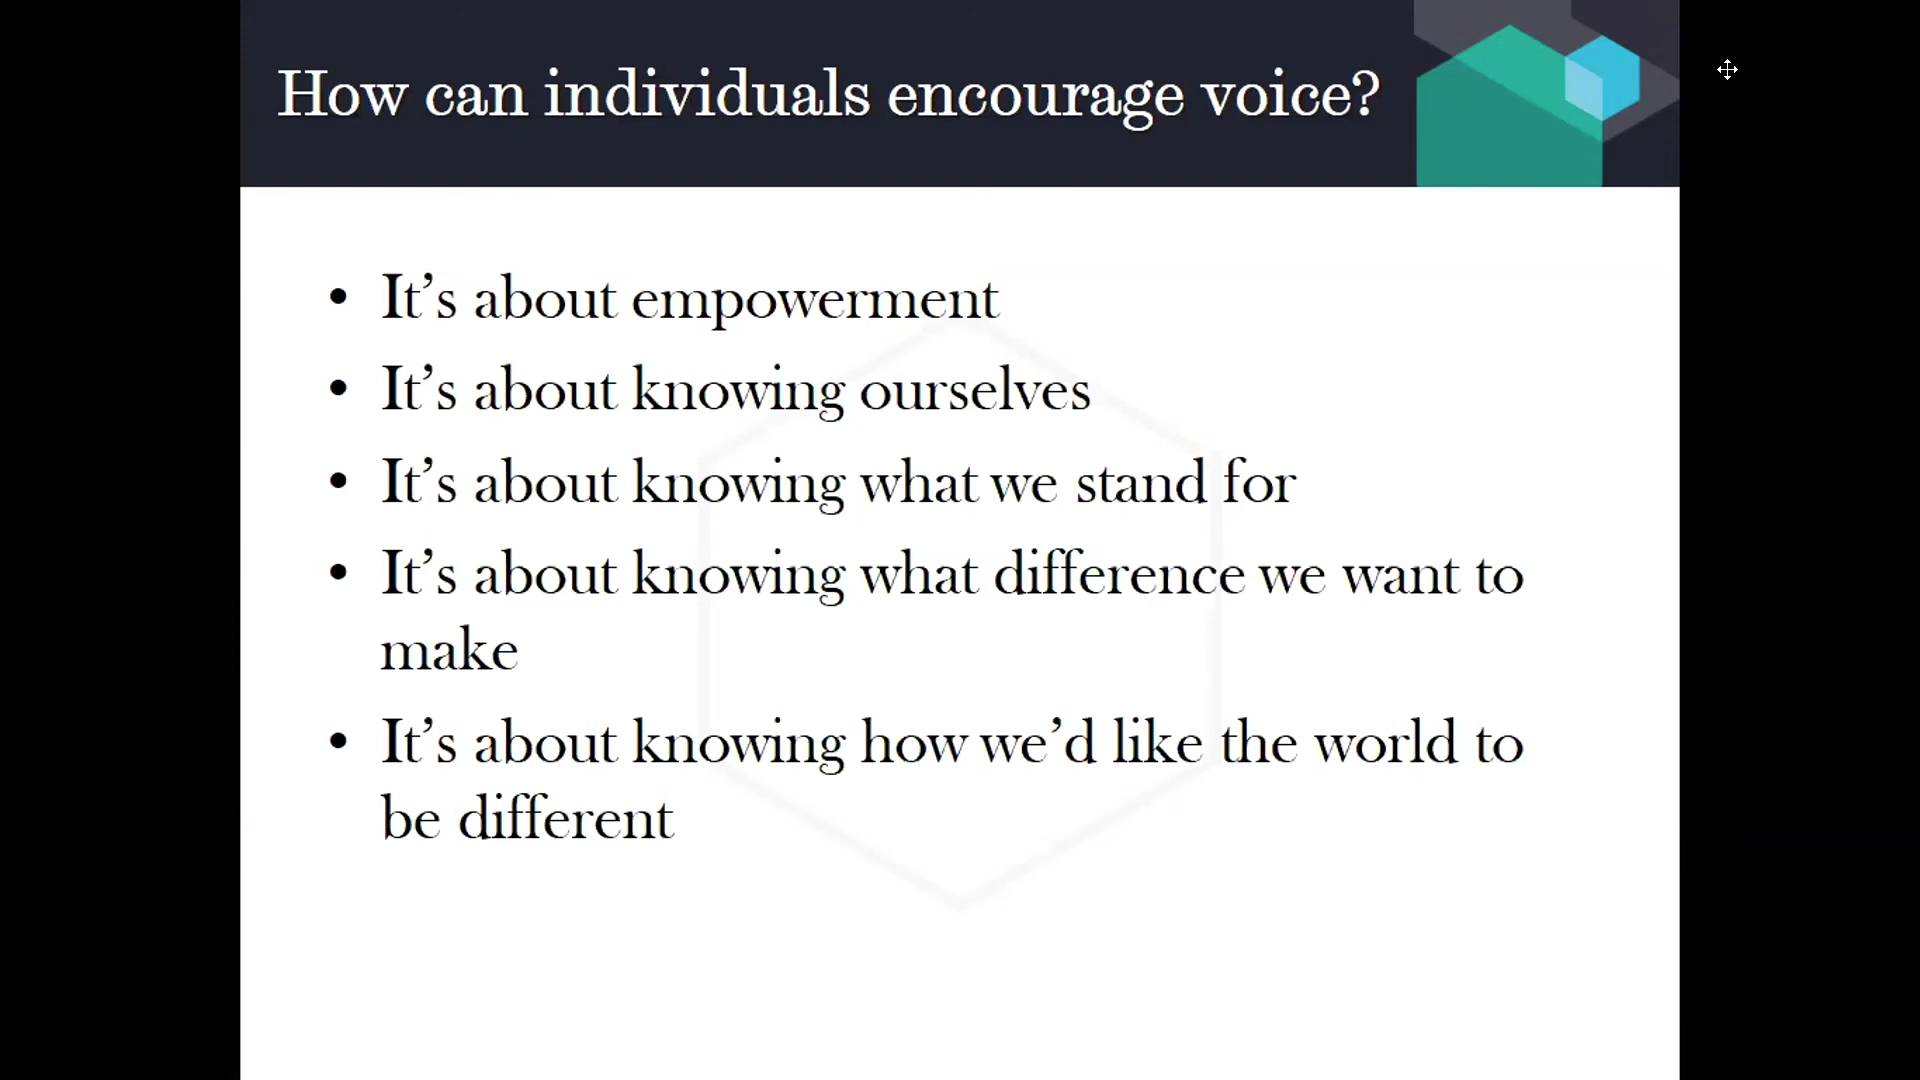 How can individuals encourage voice?
• It’s about empowerment
• It’s about knowing ourselves
• It’s about knowing what we stand for
• It’s about knowing what difference we want to
make
• It’s about knowing how we’d like the world to
be different